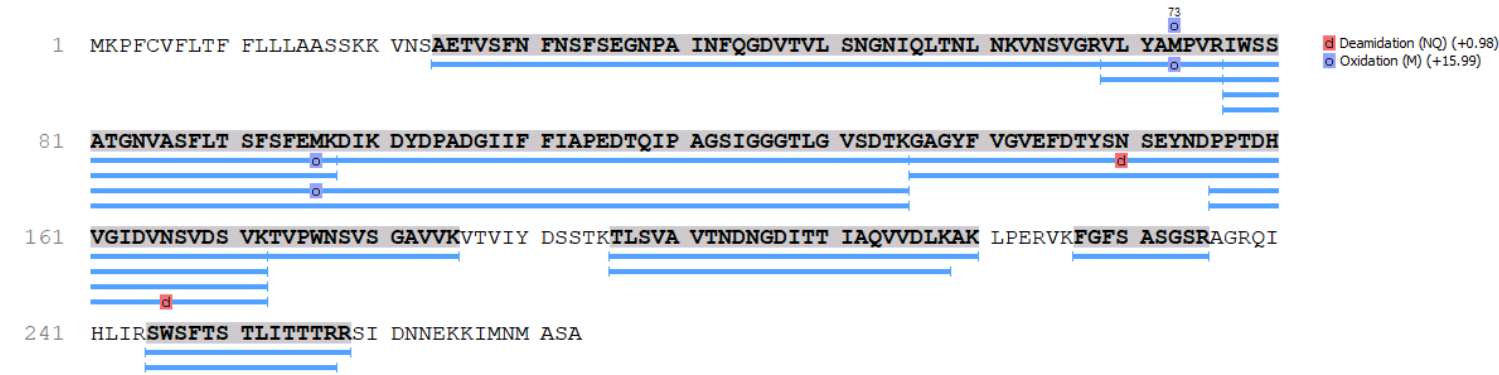 73
o
1 MKPFCVFLTF FLLLAASSKK VNSAETVSFN FNSFSEGNPA INFQGDVTVL SNGNIQLTNL NKVNSVGRVL YAMPVRIWSS
d Deamidation (NQ) (+0.98)
o
o Oxidation (M) (+15.99)
81 ATGNVASFLT SFSFEMKDIK DYDPADGIIF FIAPEDTQIP AGSIGGGTLG VSDTKGAGYF VGVEFDTYSN SEYNDPPTDH
o d
o
161 VGIDVNSVDS VKTVPWNSVS GAVVKVTVIY DSSTKTLSVA VTNDNGDITT IAQVVDLKAK LPERVKFGFS ASGSRAGRQI
d
241 HLIRSWSFTS TLITTTRRSI DNNEKKIMNM ASA